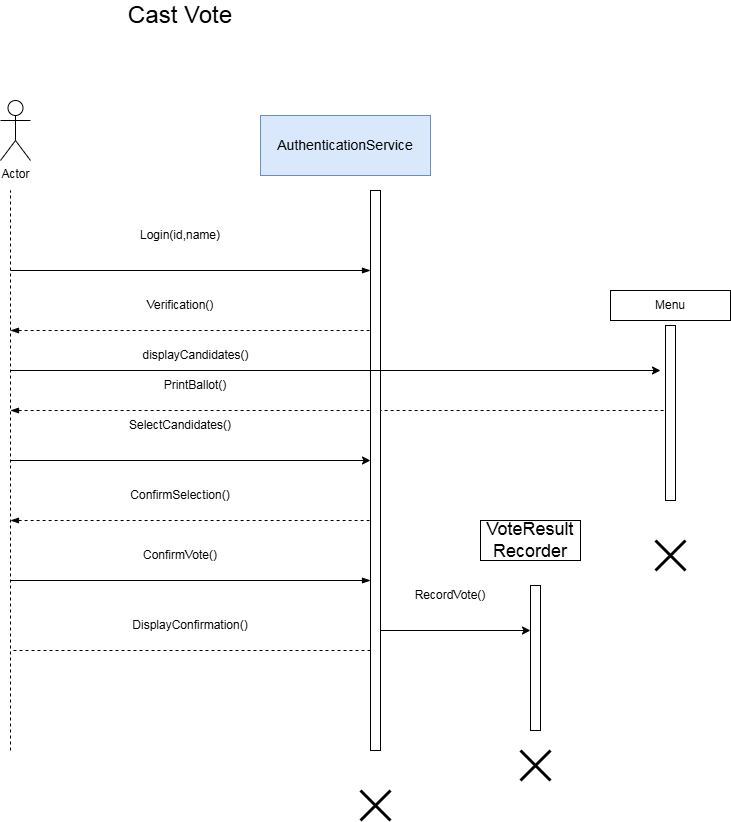 Cast Vote
Actor
AuthenticationService
Login(id,name)
Verification()
Menu
displayCandidates()
PrintBallot()
SelectCandidates()
ConfirmSelection()
VoteResult
Recorder
ConfirmVote()
RecordVote()
DisplayConfirmation()